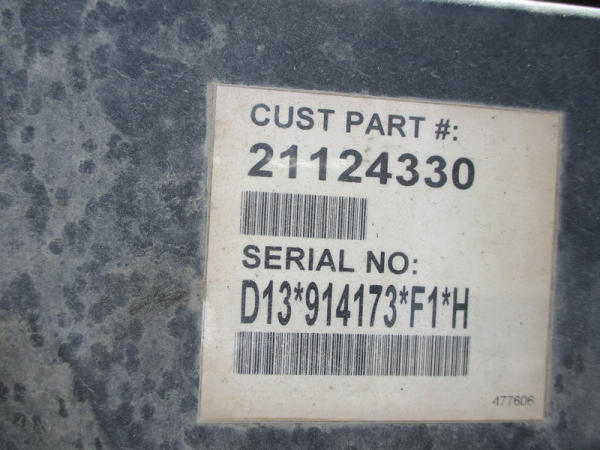 CUST PART #:
21124330
SERIAL NO:
D13*914173*F1*H
477606